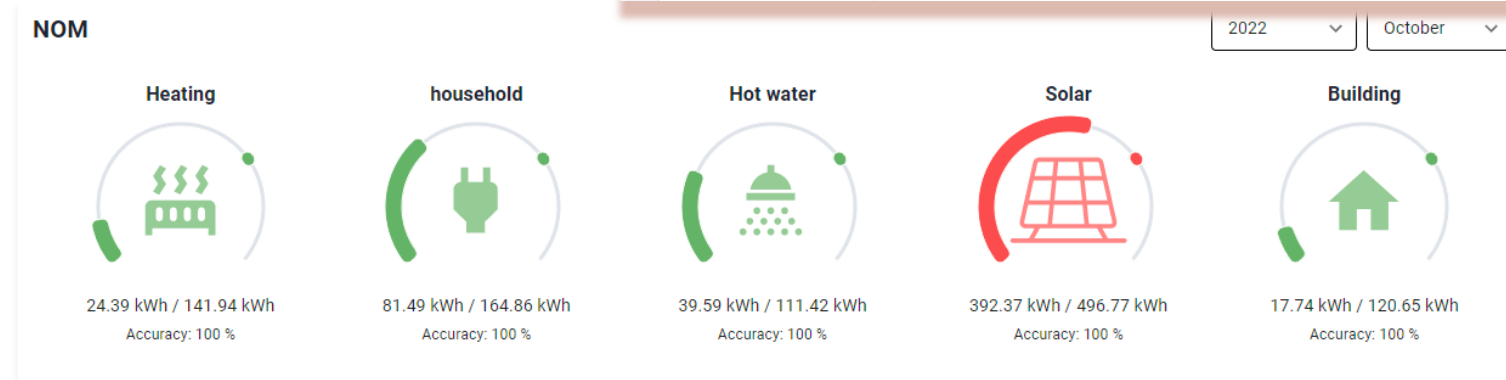 NOM
2022
October
Heating
household
Hot water
Solar
Building
24.39 kWh / 141.94 kWh
81.49 kWh / 164.86 kWh
39.59 kWh / 111.42 kWh
392.37 kWh / 496.77 kWh
17.74 kWh / 120.65 kWh
Accuracy: 100 %
Accuracy: 100 %
Accuracy: 100 %
Accuracy: 100 %
Accuracy: 100 %